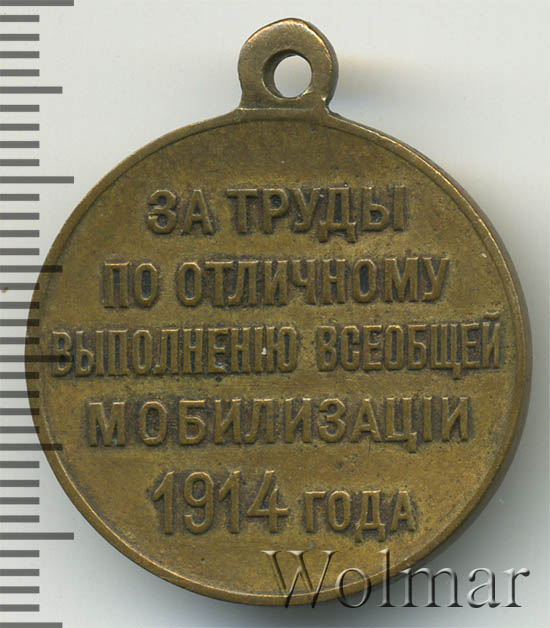 ЗА ТРУДЫ
ПО ОТЛИЧНОМУ
ВЫПОЛНЕНІЮ ВСЕОБЩЕЙ
МОБИЛИЗАЦІИ
1914 ГОДА
Wolmar